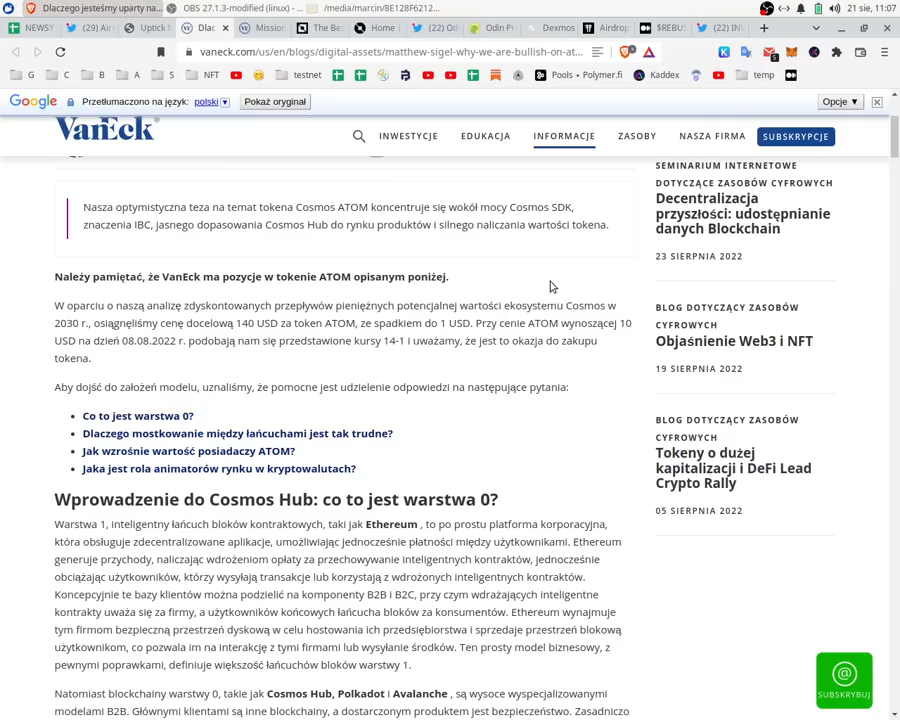 Dlaczego jesteśmy uparty na...
OBS 27.1.3-modified (linux) -...
/media/marcin/8E128F6212...
21 sie, 11:07
NEWSY
(29) Air
Uptick I
Dlac
Mission
The Bes
Home
(22) Od
Odin Pr
Dexmos
Airdrop
$REBUS
(22) IN
vaneck.com/us/en/blogs/digital-assets/matthew-sigel-why-we-are-bullish-on-at...
G
C
B
A
S
NFT
testnet
Pools • Polymer.fi
Kaddex
temp
Google
Przetłumaczono na język:
polski
Pokaż oryginał
Opcje ▼
VanEck®
INWESTYCJE
EDUKACJA
INFORMACJE
ZASOBY
NASZA FIRMA
SUBSKRYPCJE
Nasza optymistyczna teza na temat tokena Cosmos ATOM koncentruje się wokół mocy Cosmos SDK,
znaczenia IBC, jasnego dopasowania Cosmos Hub do rynku produktów i silnego naliczania wartości tokena.
Należy pamiętać, że VanEck ma pozycje w tokenie ATOM opisanym poniżej.
W oparciu o naszą analizę zdyskontowanych przepływów pieniężnych potencjalnej wartości ekosystemu Cosmos w
2030 r., osiągnęliśmy cenę docelową 140 USD za token ATOM, ze spadkiem do 1 USD. Przy cenie ATOM wynoszącej 10
USD na dzień 08.08.2022 r. podobają nam się przedstawione kursy 14-1 i uważamy, że jest to okazja do zakupu
tokena.
Aby dojść do założeń modelu, uznaliśmy, że pomocne jest udzielenie odpowiedzi na następujące pytania:
• Co to jest warstwa 0?
• Dlaczego mostkowanie między łańcuchami jest tak trudne?
• Jak wzrośnie wartość posiadaczy ATOM?
• Jaka jest rola animatorów rynku w kryptowalutach?
Wprowadzenie do Cosmos Hub: co to jest warstwa 0?
Warstwa 1, inteligentny łańcuch bloków kontraktowych, taki jak Ethereum , to po prostu platforma korporacyjna,
która obsługuje zdecentralizowane aplikacje, umożliwiając jednocześnie płatności między użytkownikami. Ethereum
generuje przychody, naliczając wdrożeniom opłaty za przechowywanie inteligentnych kontraktów, jednocześnie
obciążając użytkowników, którzy wysyłają transakcje lub korzystają z wdrożonych inteligentnych kontraktów.
Koncepcyjnie te bazy klientów można podzielić na komponenty B2B i B2C, przy czym wdrażających inteligentne
kontrakty uważa się za firmy, a użytkowników końcowych łańcucha bloków za konsumentów. Ethereum wynajmuje
tym firmom bezpieczną przestrzeń dyskową w celu hostowania ich przedsiębiorstwa i sprzedaje przestrzeń blokową
użytkownikom, co pozwala im na interakcję z tymi firmami lub wysyłanie środków. Ten prosty model biznesowy, z
pewnymi poprawkami, definiuje większość łańcuchów bloków warstwy 1.
Natomiast blockchainy warstwy 0, takie jak Cosmos Hub, Polkadot i Avalanche , są wysoce wyspecjalizowanymi
modelami B2B. Głównymi klientami są inne blockchainy, a dostarczonym produktem jest bezpieczeństwo. Zasadniczo
SEMINARIUM INTERNETOWE
DOTYCZĄCE ZASOBÓW CYFROWYCH
Decentralizacja
przyszłości: udostępnianie
danych Blockchain
23 SIERPNIA 2022
BLOG DOTYCZĄCY ZASOBÓW
CYFROWYCH
Objaśnienie Web3 i NFT
19 SIERPNIA 2022
BLOG DOTYCZĄCY ZASOBÓW
CYFROWYCH
Tokeny o dużej
kapitalizacji i DeFi Lead
Crypto Rally
05 SIERPNIA 2022
SUBSKRYBUJ